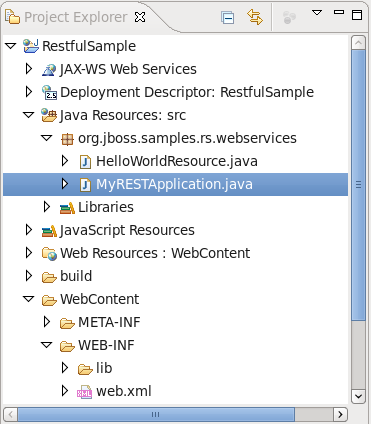 Project Explorer
RestfulSample
JAX-WS Web Services
Deployment Descriptor: RestfulSample
Java Resources: src
org.jboss.samples.rs.webservices
HelloWorldResource.java
MyRESTApplication.java
Libraries
JavaScript Resources
Web Resources : WebContent
build
WebContent
META-INF
WEB-INF
lib
web.xml